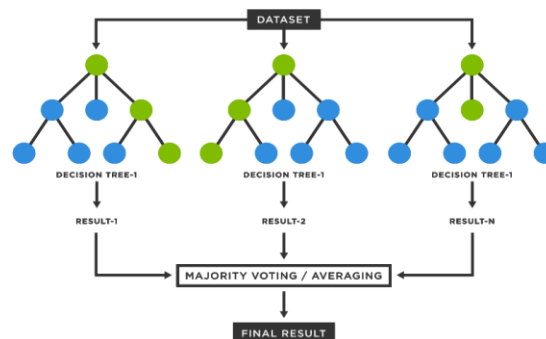 DATASET
DECISION TREE-1
DECISION TREE-1
DECISION TREE-1
RESULT-1
RESULT-2
RESULT-N
MAJORITY VOTING / AVERAGING
FINAL RESULT